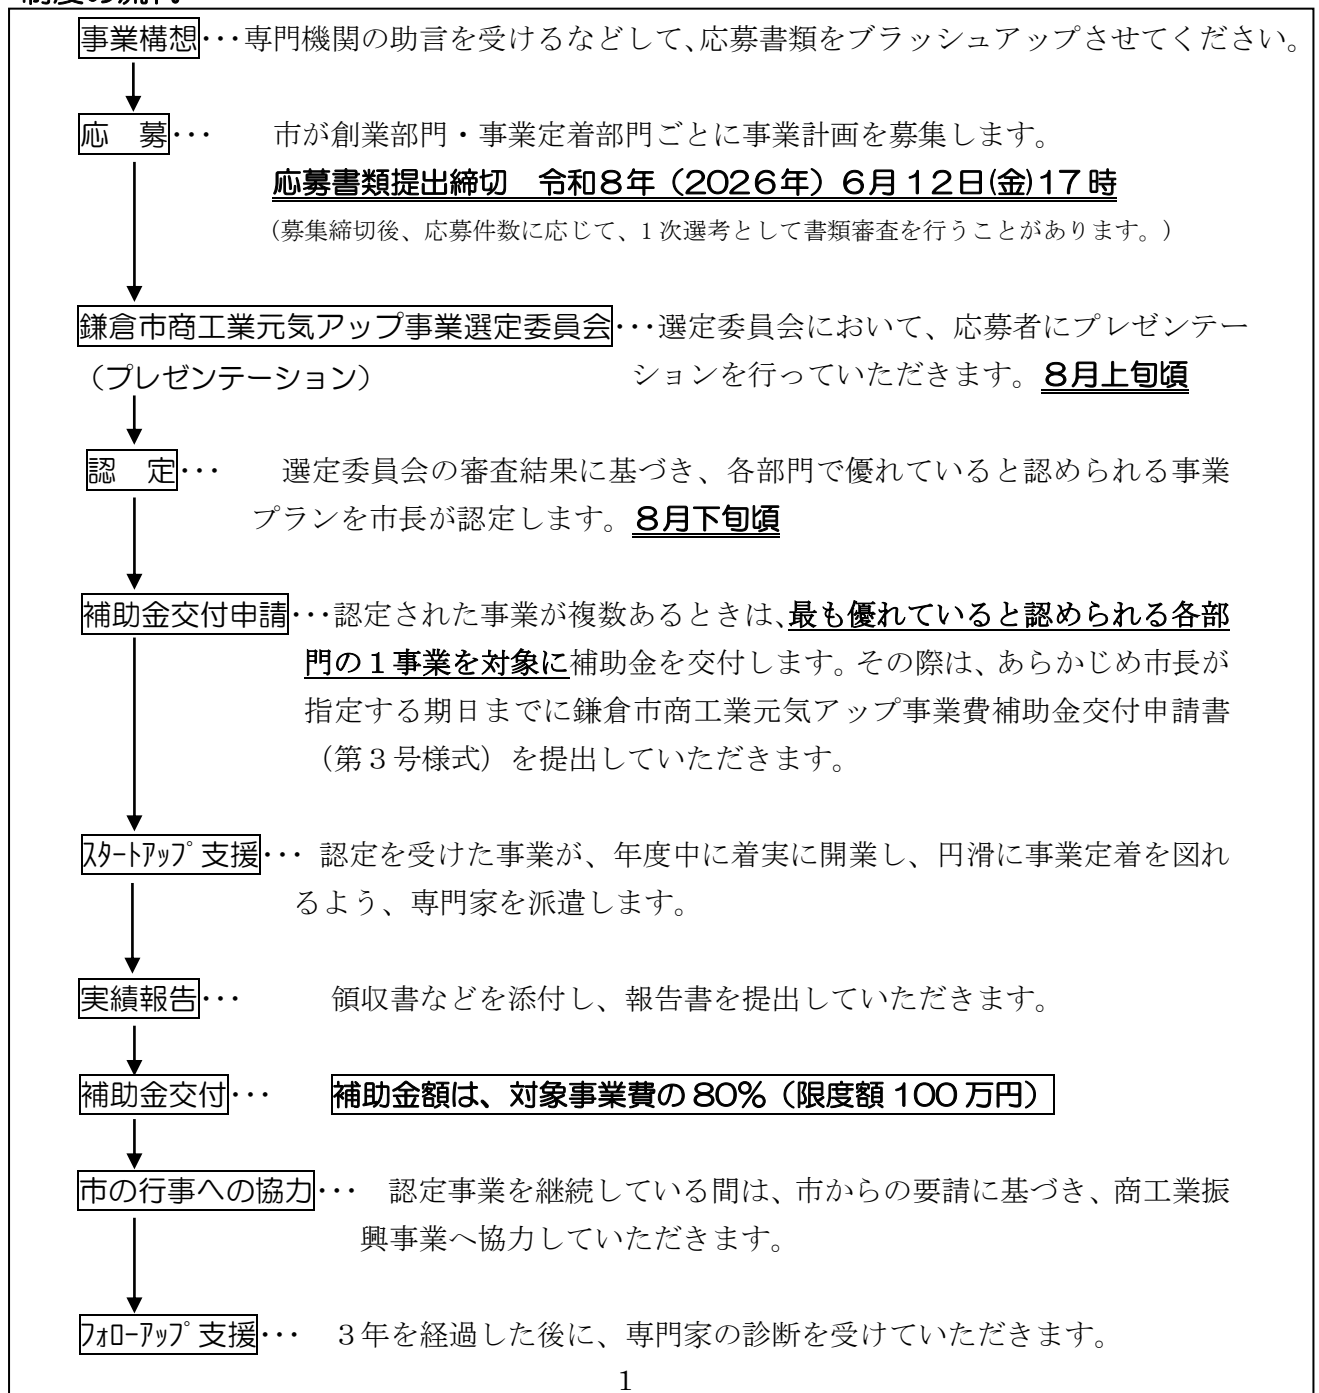 制度の流れ
事業構想･･･専門機関の助言を受けるなどして、応募書類をブラッシュアップさせてください。
応　募･･･　市が創業部門・事業定着部門ごとに事業計画を募集します。
応募書類提出締切　令和８年（２０２６年）６月１２日(金)17時
（募集締切後、応募件数に応じて、1次選考として書類審査を行うことがあります。）
鎌倉市商工業元気アップ事業選定委員会･･･選定委員会において、応募者にプレゼンテー
（プレゼンテーション）　ションを行っていただきます。８月上旬頃
認　定･･･　選定委員会の審査結果に基づき、各部門で優れていると認められる事業
プランを市長が認定します。８月下旬頃
補助金交付申請･･･認定された事業が複数あるときは、最も優れていると認められる各部
門の１事業を対象に補助金を交付します。その際は、あらかじめ市長が
指定する期日までに鎌倉市商工業元気アップ事業費補助金交付申請書
（第３号様式）を提出していただきます。
ｽﾀｰﾄｱｯﾌﾟ支援･･･ 認定を受けた事業が、年度中に着実に開業し、円滑に事業定着を図れ
るよう、専門家を派遣します。
実績報告･･･　領収書などを添付し、報告書を提出していただきます。
補助金交付･･･　補助金額は、対象事業費の80％（限度額100万円）
市の行事への協力･･･　認定事業を継続している間は、市からの要請に基づき、商工業振
興事業へ協力していただきます。
ﾌｫﾛｰｱｯﾌﾟ支援･･･　３年を経過した後に、専門家の診断を受けていただきます。
1